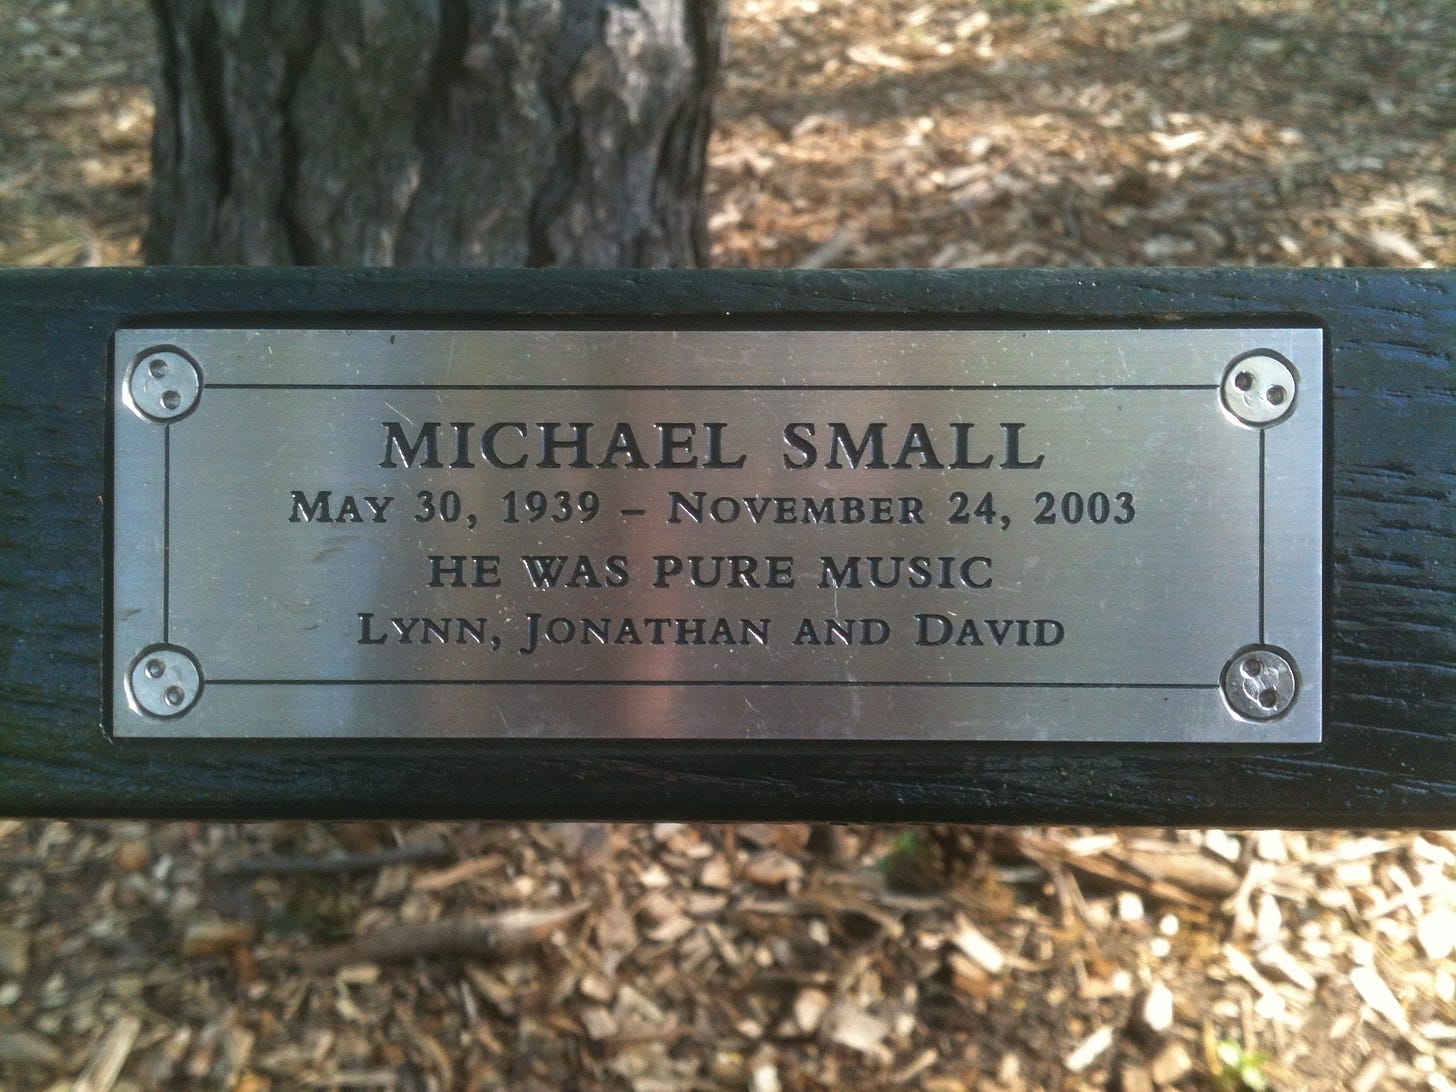 MICHAEL SMALL
MAY 30, 1939 – NOVEMBER 24, 2003
HE WAS PURE MUSIC
LYNN, JONATHAN AND DAVID